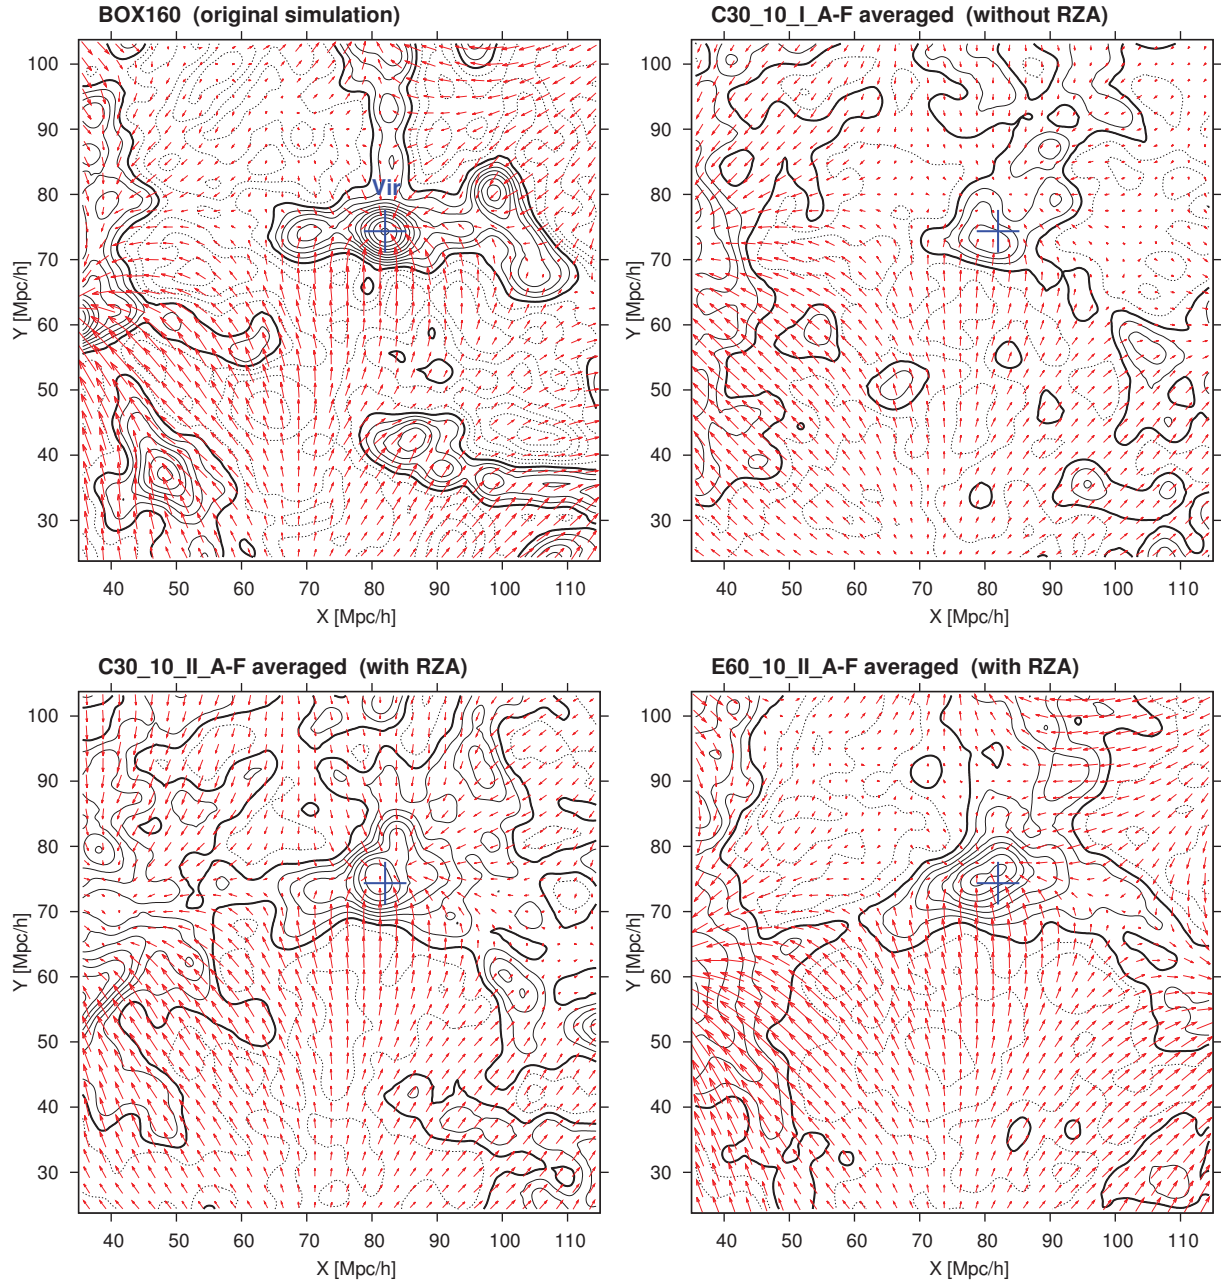 BOX160 (original simulation)
C30_10_I_A-F averaged (without RZA)
100
90
80
70
60
50
40
30
Y [Mpc/h]
Vir
40 50 60 70 80 90 100 110
X [Mpc/h]
100
90
80
70
60
50
40
30
Y [Mpc/h]
40 50 60 70 80 90 100 110
X [Mpc/h]
C30_10_II_A-F averaged (with RZA)
E60_10_II_A-F averaged (with RZA)
100
90
80
70
60
50
40
30
Y [Mpc/h]
40 50 60 70 80 90 100 110
X [Mpc/h]
100
90
80
70
60
50
40
30
Y [Mpc/h]
40 50 60 70 80 90 100 110
X [Mpc/h]